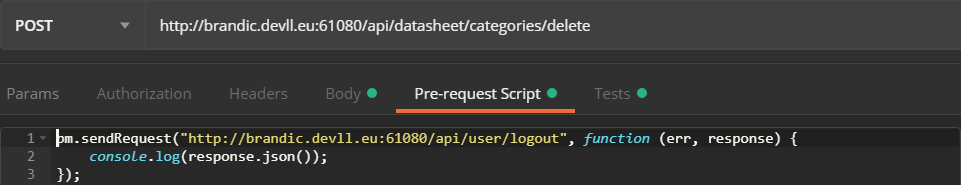 POST http://brandic.devll.eu:61080/api/datasheet/categories/delete
Params Authorization Headers Body Pre-request Script Tests
1 pm.sendRequest("http://brandic.devll.eu:61080/api/user/logout", function (err, response) {
2     console.log(response.json());
3 });